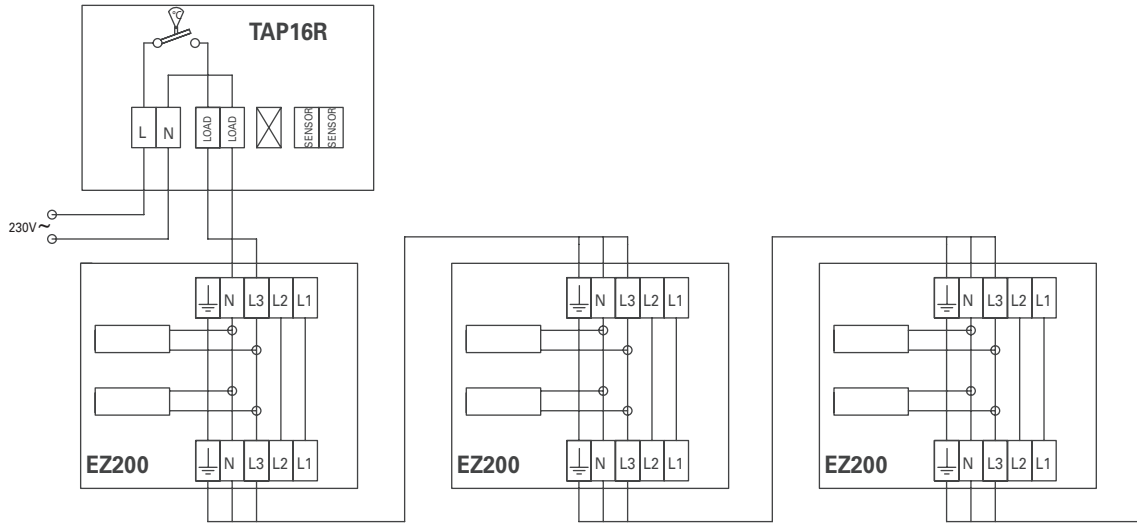 °C
TAP16R
L N LOAD LOAD SENSOR SENSOR
230V~
N L3 L2 L1 N L3 L2 L1 N L3 L2 L1
EZ200 N L3 L2 L1 EZ200 N L3 L2 L1 EZ200 N L3 L2 L1